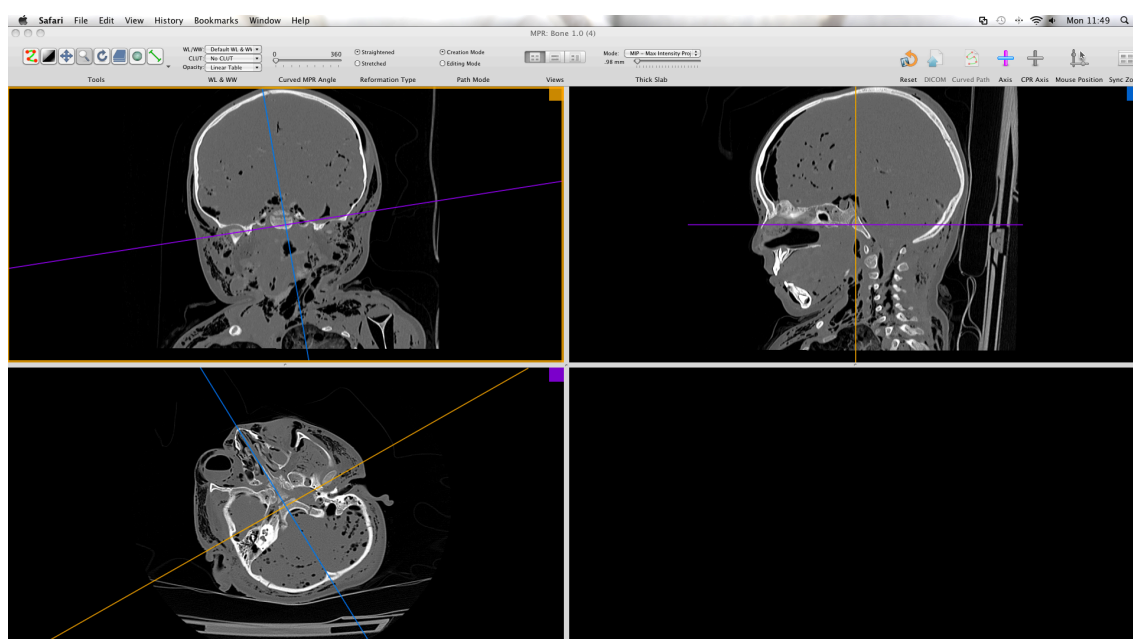 Safari File Edit View History Bookmarks Window Help Mon 11:49
MPR: Bone 1.0 (4)
WL/WW: Default WL & WW
CLUT: No CLUT
Opacity: Linear Table
0 360
Straightened
Stretched
Creation Mode
Editing Mode
Mode: MIP - Max Intensity Proj
.98 mm
Tools WL & WW Curved MPR Angle Reformation Type Path Mode Views Thick Slab Reset DICOM Curved Path Axis CPR Axis Mouse Position Sync Zo